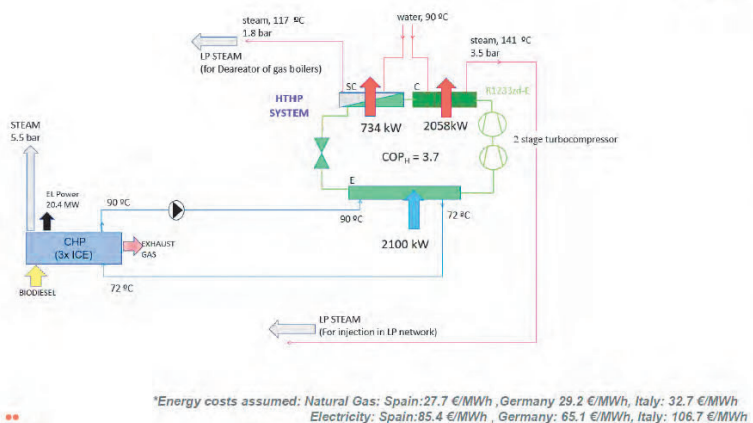 steam, 117 ºC
1.8 bar
water, 90 ºC
steam, 141 ºC
3.5 bar
LP STEAM
(for Deareator of gas boilers)
SC
C
R1233zd-E
HTHP
SYSTEM
734 kW
2058kW
2 stage turbocompressor
STEAM
5.5 bar
COPH = 3.7
E
EL Power
20.4 MW
90 ºC
90 ºC
72 ºC
CHP
(3x ICE)
EXHAUST
GAS
2100 kW
BIODIESEL
72 ºC
LP STEAM
(For injection in LP network)
*Energy costs assumed: Natural Gas: Spain:27.7 €/MWh ,Germany 29.2 €/MWh, Italy: 32.7 €/MWh
Electricity: Spain:85.4 €/MWh , Germany: 65.1 €/MWh, Italy: 106.7 €/MWh